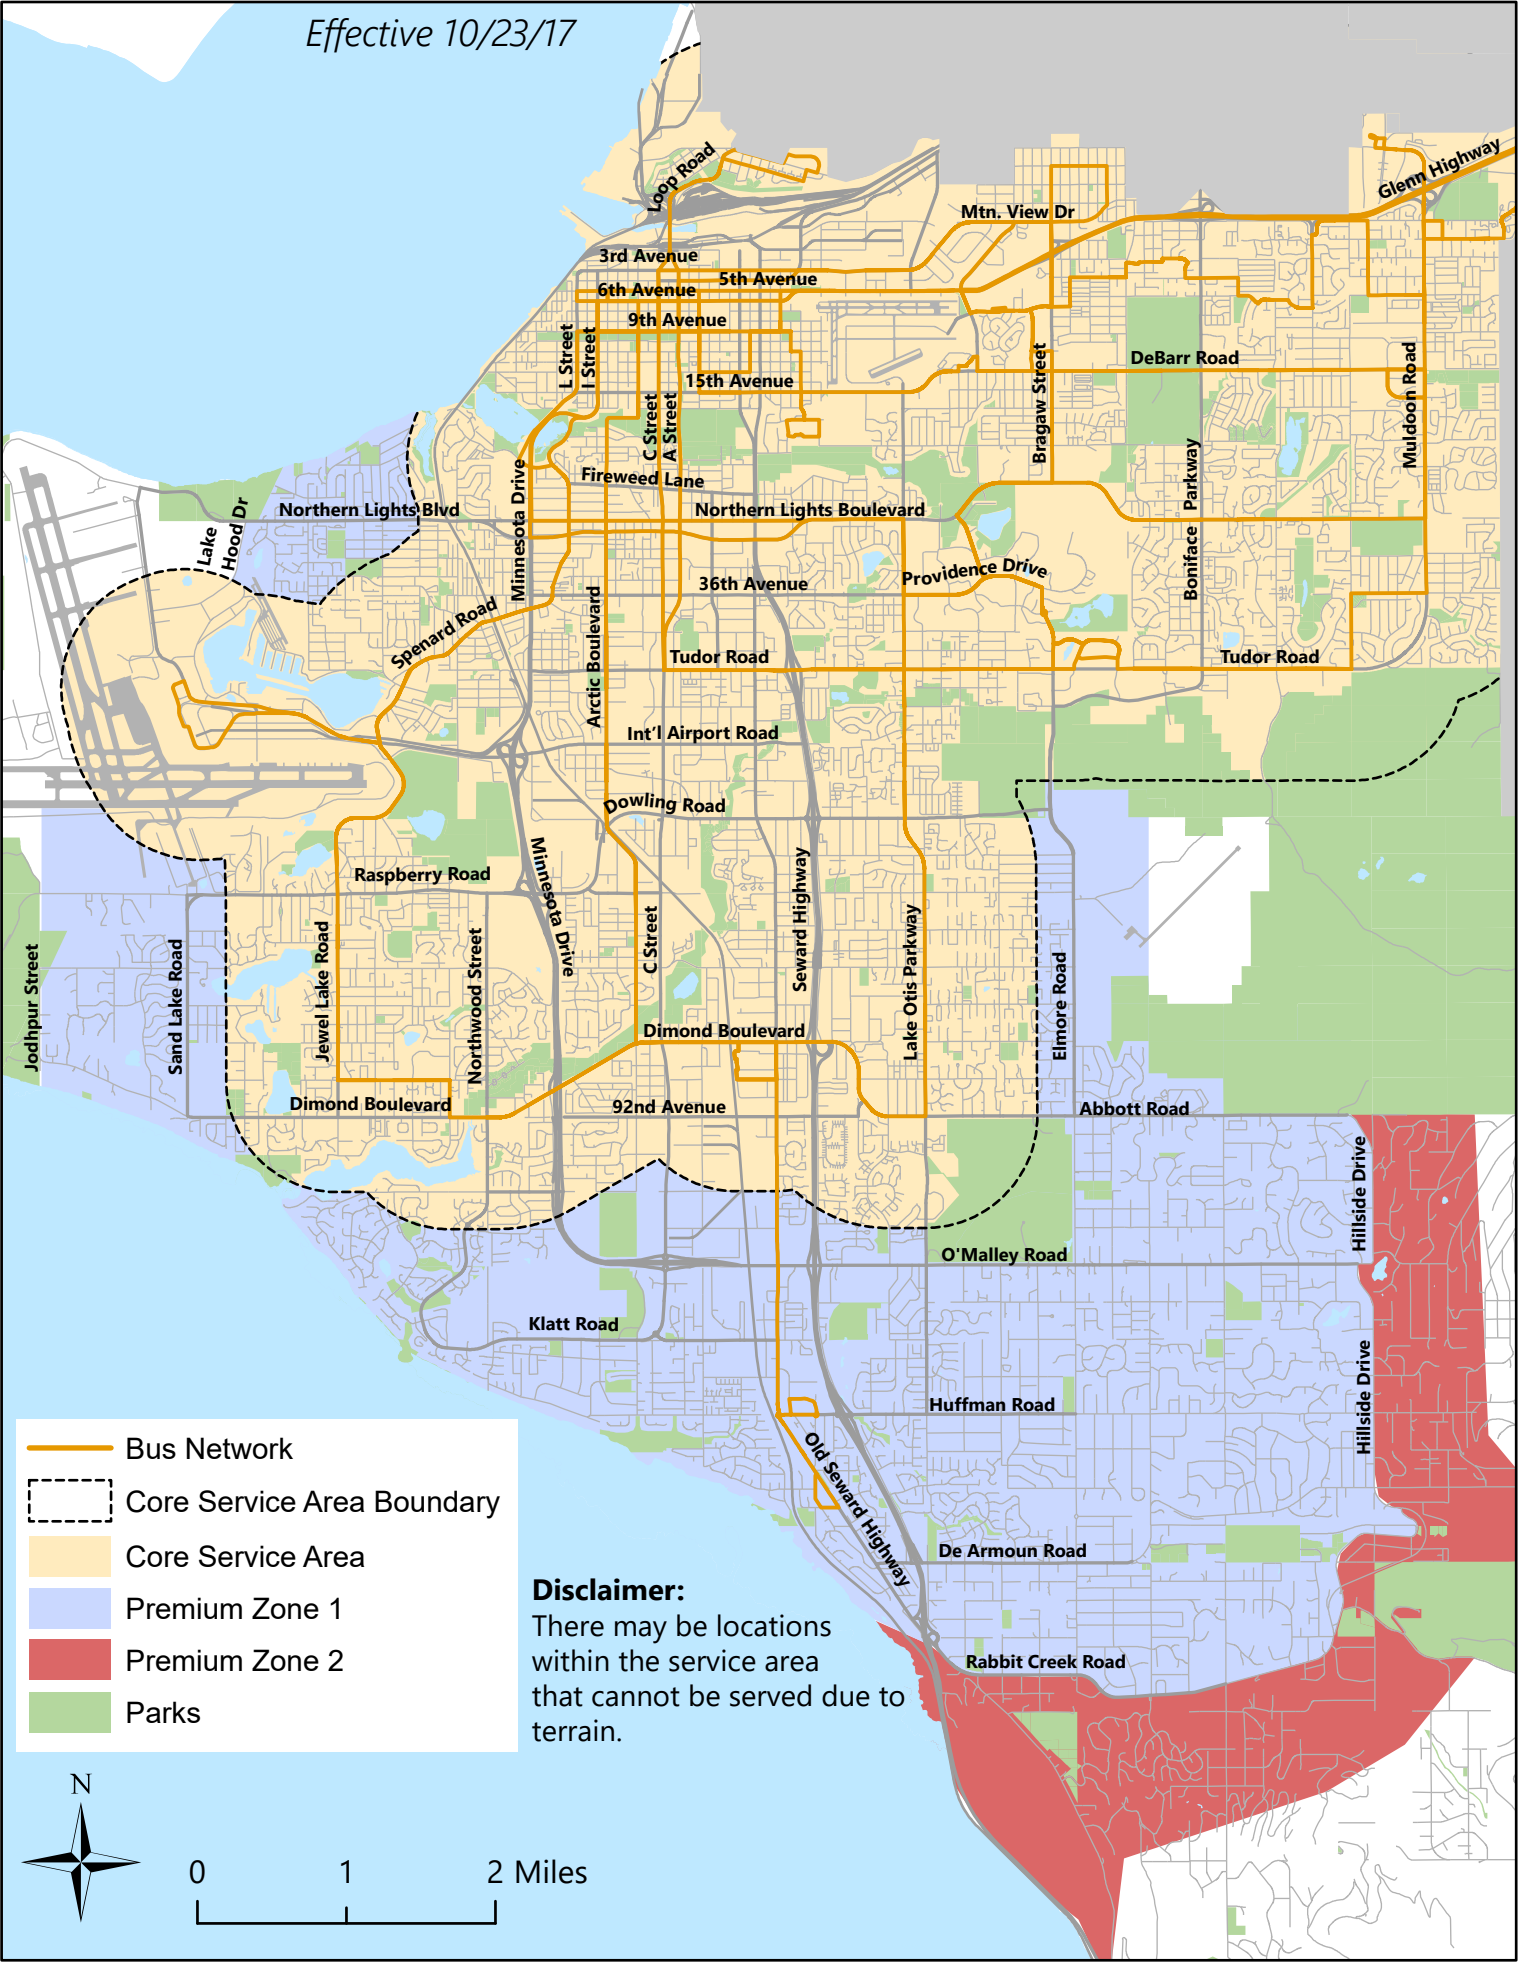 Effective 10/23/17
Loop Road
Glenn Highway
Mtn. View Dr
3rd Avenue
5th Avenue
6th Avenue
9th Avenue
L Street
I Street
DeBarr Road
15th Avenue
Bragaw Street
Muldoon Road
C Street
A Street
Fireweed Lane
Minnesota Drive
Boniface Parkway
Northern Lights Blvd
Northern Lights Boulevard
Lake
Hood Dr
Providence Drive
36th Avenue
Spenard Road
Arctic Boulevard
Tudor Road
Tudor Road
Int'l Airport Road
Dowling Road
Minnesota Drive
Raspberry Road
Seward Highway
C Street
Lake Otis Parkway
Jodhpur Street
Sand Lake Road
Jewel Lake Road
Northwood Street
Elmore Road
Dimond Boulevard
Dimond Boulevard
92nd Avenue
Abbott Road
Hillside Drive
O'Malley Road
Klatt Road
Hillside Drive
Huffman Road
Old Seward Highway
De Armoun Road
Rabbit Creek Road
Bus Network
Core Service Area Boundary
Core Service Area
Premium Zone 1
Premium Zone 2
Parks
Disclaimer:
There may be locations
within the service area
that cannot be served due to
terrain.
N
0 1 2 Miles